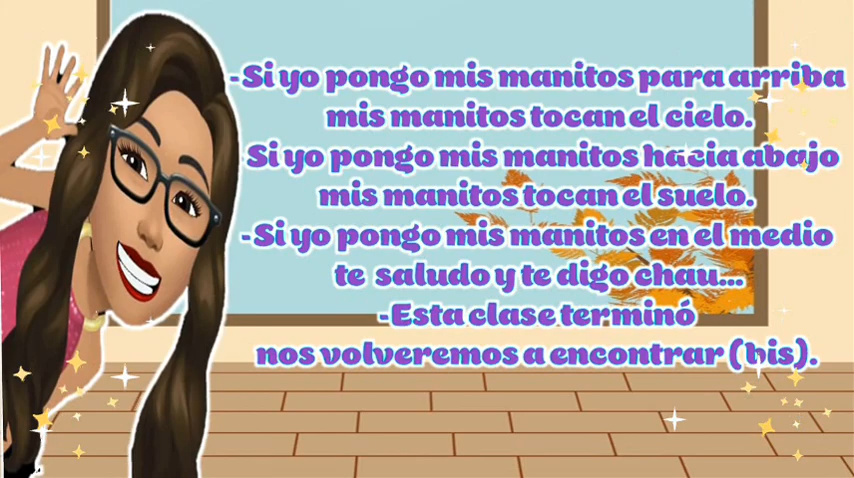 -Si yo pongo mis manitos para arriba
mis manitos tocan el cielo.
Si yo pongo mis manitos hacia abajo
mis manitos tocan el suelo.
-Si yo pongo mis manitos en el medio
te saludo y te digo chau...
-Esta clase terminó
nos volveremos a encontrar (bis).